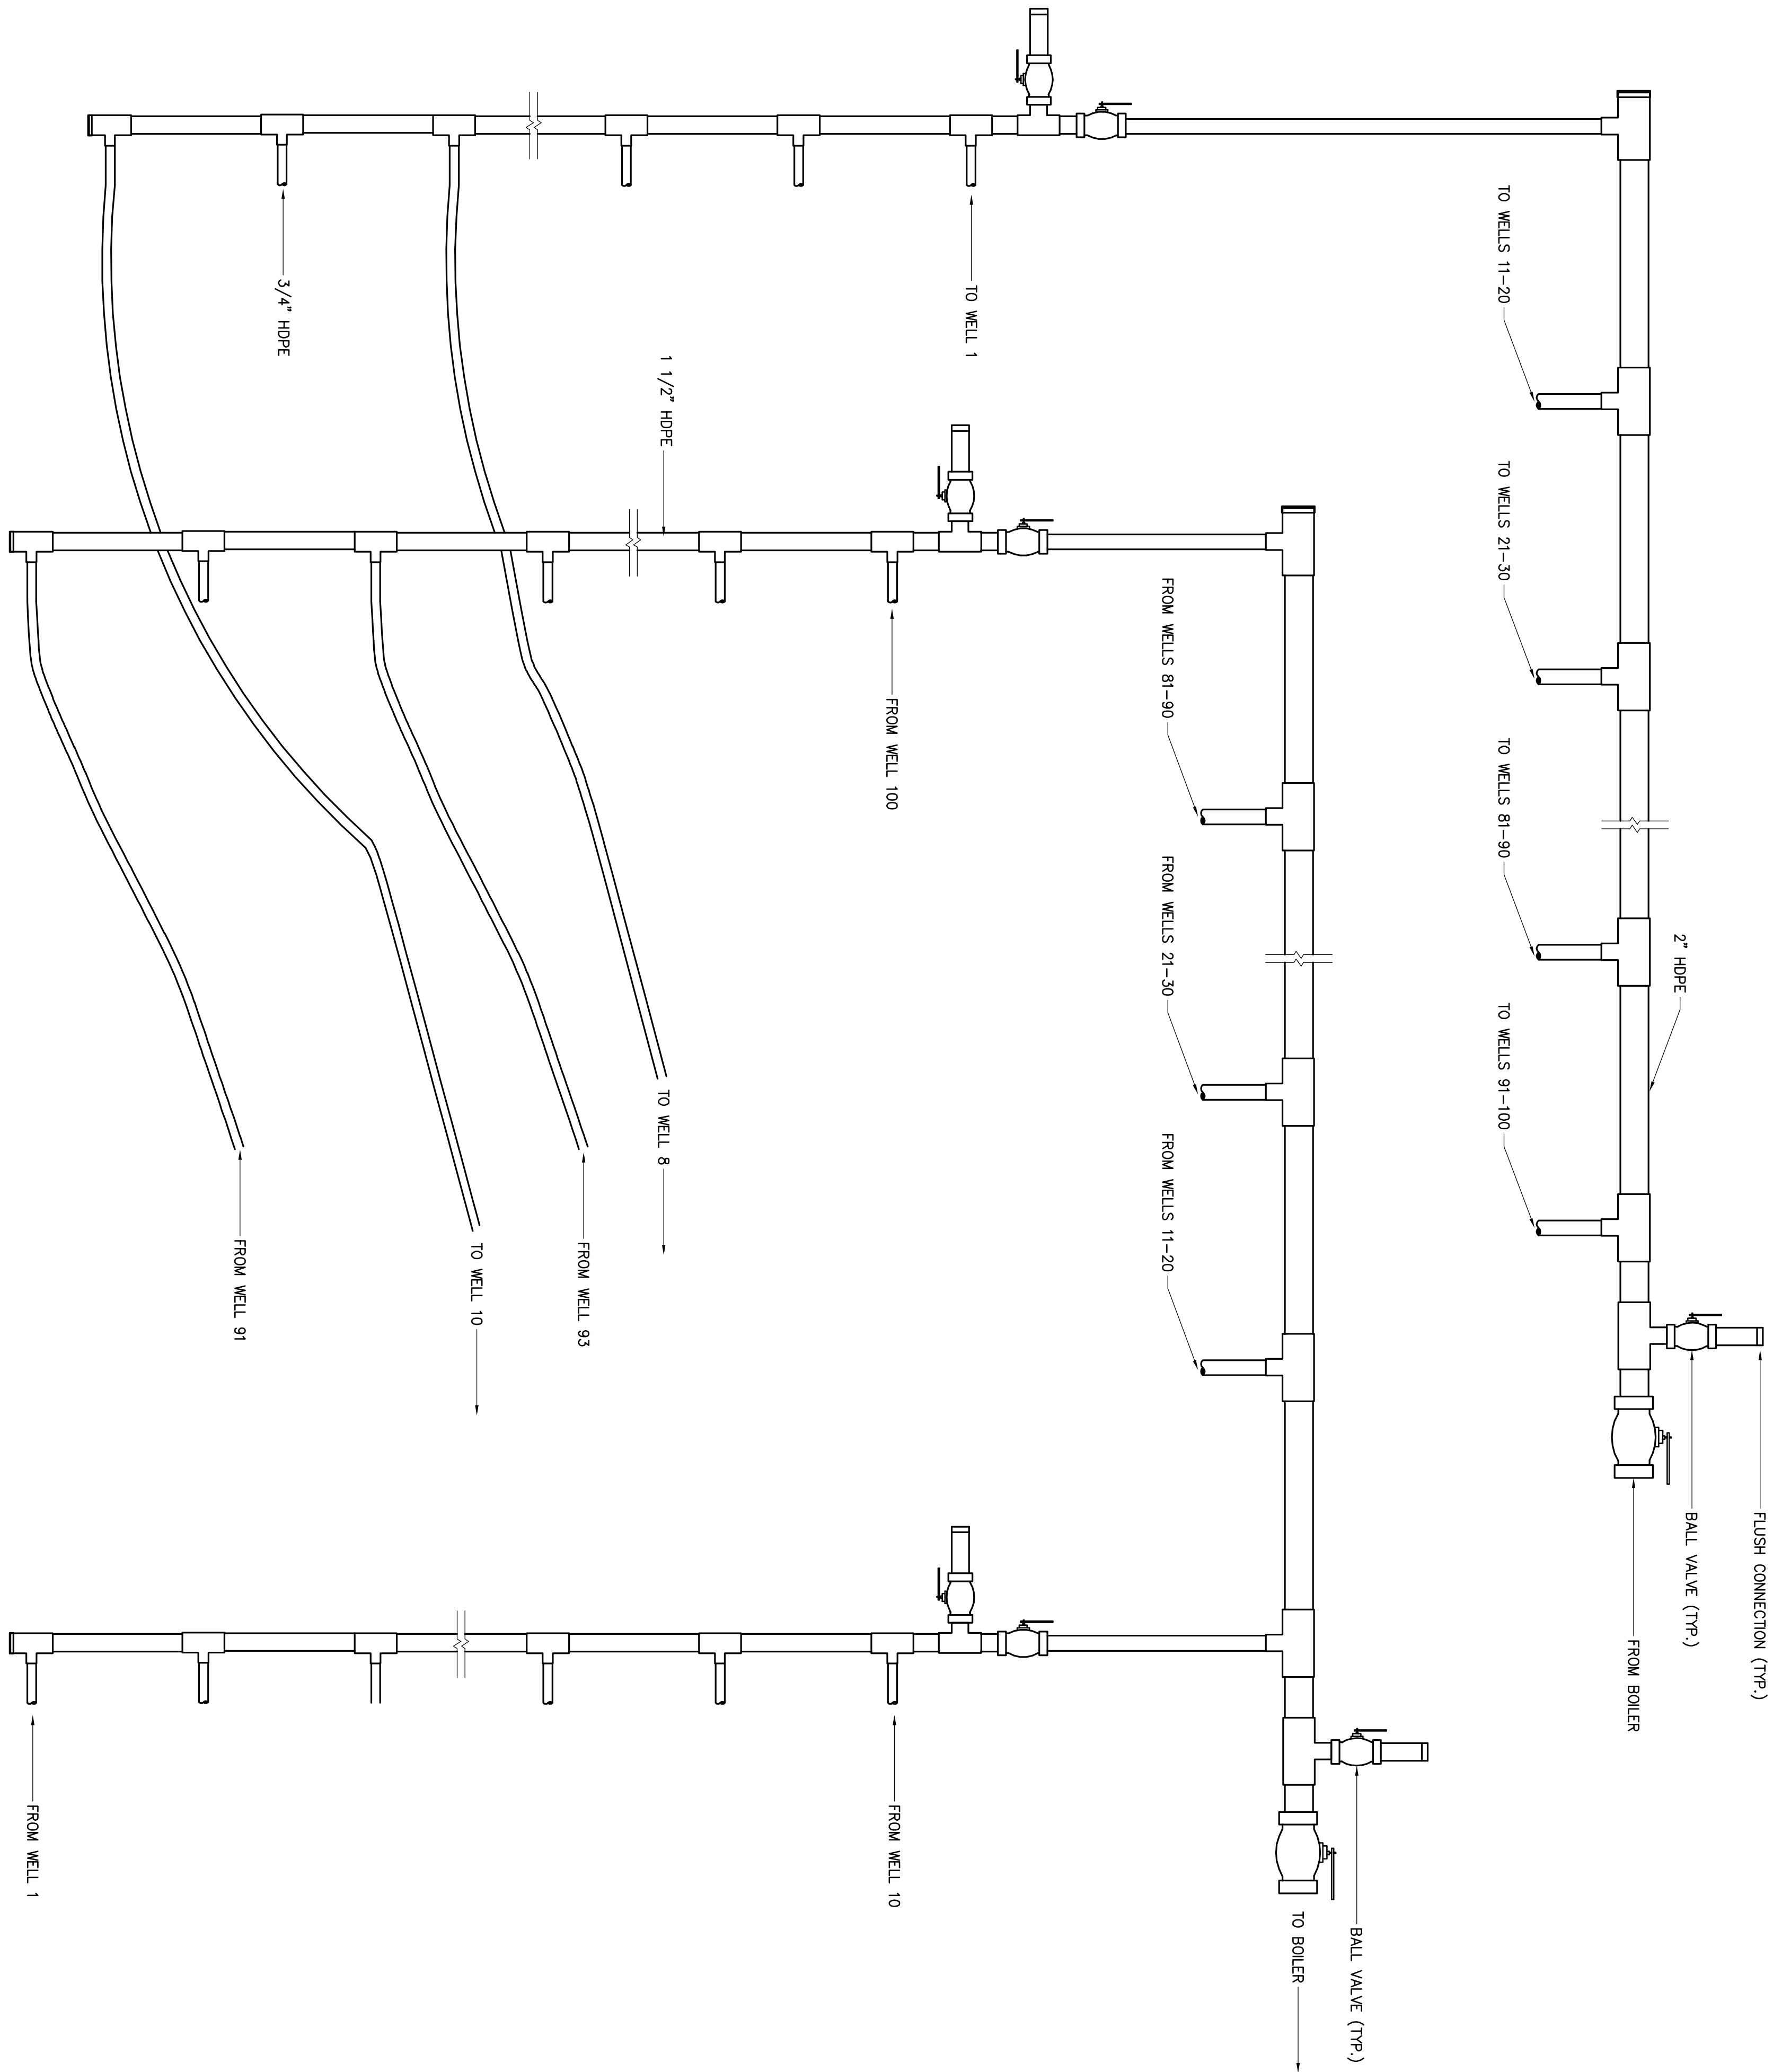 FLUSH CONNECTION (TYP.)
BALL VALVE (TYP.)
FROM BOILER
2" HDPE
TO WELLS 11-20
TO WELLS 21-30
TO WELLS 81-90
TO WELLS 91-100
BALL VALVE (TYP.)
TO BOILER
FROM WELLS 81-90
FROM WELLS 21-30
FROM WELLS 11-20
TO WELL 1
FROM WELL 100
FROM WELL 10
1 1/2" HDPE
TO WELL 8
FROM WELL 93
TO WELL 10
3/4" HDPE
FROM WELL 91
FROM WELL 1